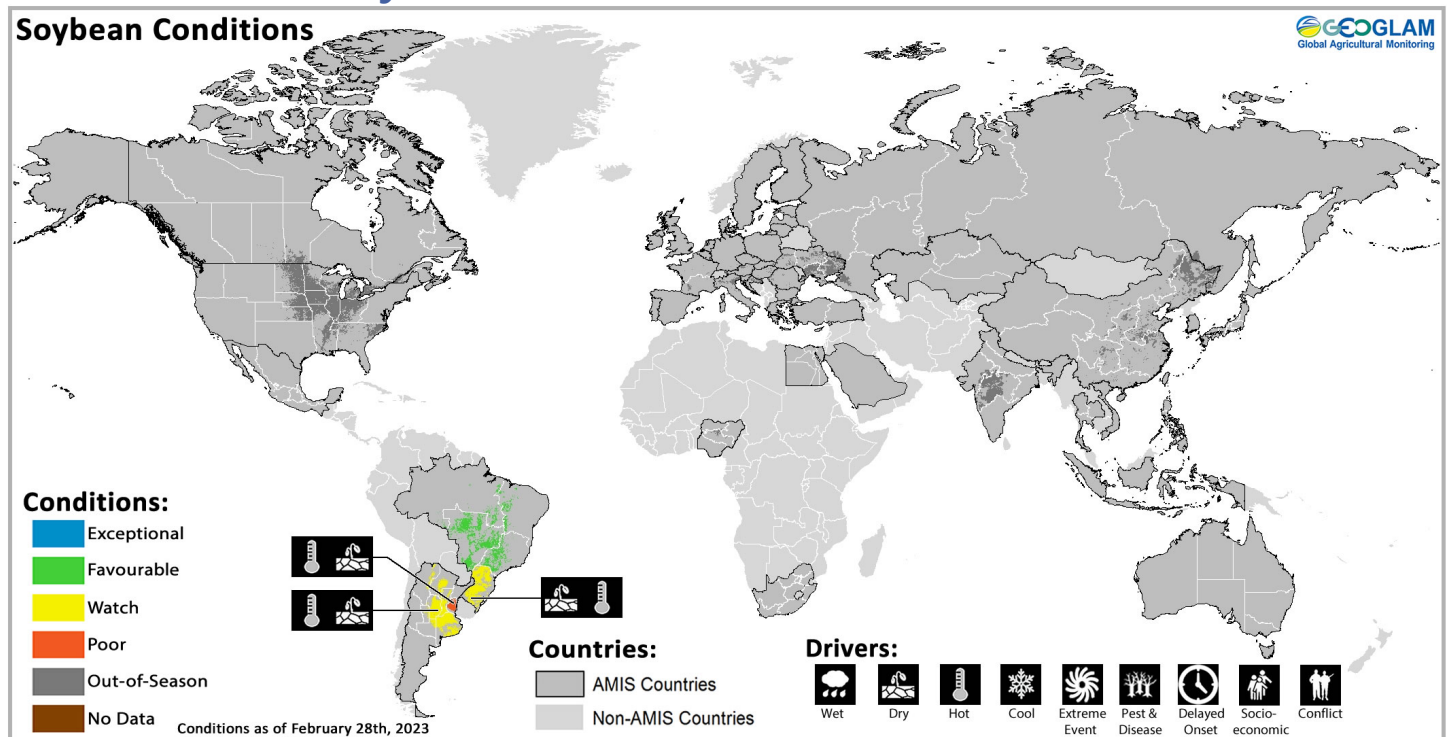 Soybean Conditions
GEOGLAM
Global Agricultural Monitoring
Conditions:
Exceptional
Favourable
Watch
Poor
Out-of-Season
No Data
Conditions as of February 28th, 2023
Countries:
AMIS Countries
Non-AMIS Countries
Drivers:
Wet
Dry
Hot
Cool
Extreme
Event
Pest &
Disease
Delayed
Onset
Socio-
economic
Conflict